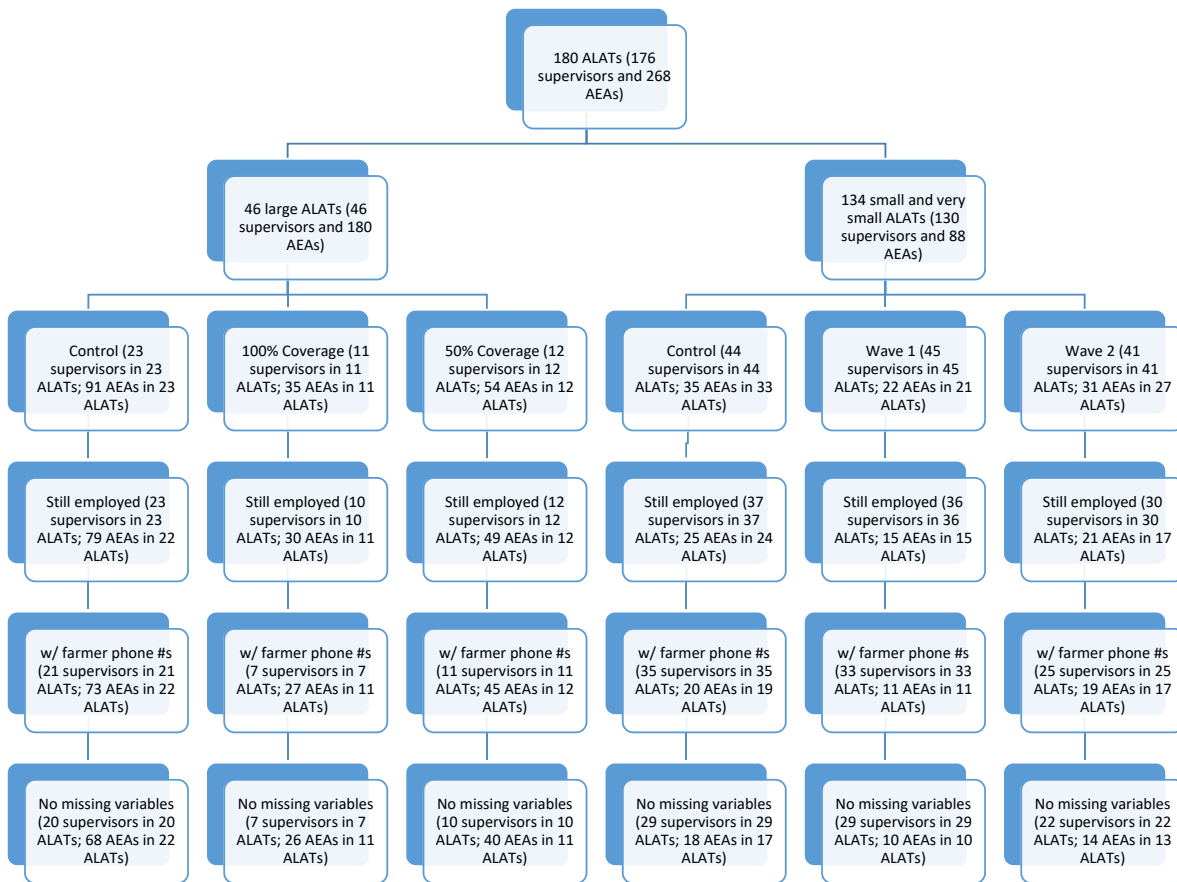 180 ALATs (176
supervisors and 268
AEAs)
46 large ALATs (46
supervisors and 180
AEAs)
134 small and very
small ALATs (130
supervisors and 88
AEAs)
Control (23
supervisors in 23
ALATs; 91 AEAs in 23
ALATs)
100% Coverage (11
supervisors in 11
ALATs; 35 AEAs in 11
ALATs)
50% Coverage (12
supervisors in 12
ALATs; 54 AEAs in 12
ALATs)
Control (44
supervisors in 44
ALATs; 35 AEAs in 33
ALATs)
Wave 1 (45
supervisors in 45
ALATs; 22 AEAs in 21
ALATs)
Wave 2 (41
supervisors in 41
ALATs; 31 AEAs in 27
ALATs)
Still employed (23
supervisors in 23
ALATs; 79 AEAs in 22
ALATs)
Still employed (10
supervisors in 10
ALATs; 30 AEAs in 11
ALATs)
Still employed (12
supervisors in 12
ALATs; 49 AEAs in 12
ALATs)
Still employed (37
supervisors in 37
ALATs; 25 AEAs in 24
ALATs)
Still employed (36
supervisors in 36
ALATs; 15 AEAs in 15
ALATs)
Still employed (30
supervisors in 30
ALATs; 21 AEAs in 17
ALATs)
w/ farmer phone #s
(21 supervisors in 21
ALATs; 73 AEAs in 22
ALATs)
w/ farmer phone #s
(7 supervisors in 7
ALATs; 27 AEAs in 11
ALATs)
w/ farmer phone #s
(11 supervisors in 11
ALATs; 45 AEAs in 12
ALATs)
w/ farmer phone #s
(35 supervisors in 35
ALATs; 20 AEAs in 19
ALATs)
w/ farmer phone #s
(33 supervisors in 33
ALATs; 11 AEAs in 11
ALATs)
w/ farmer phone #s
(25 supervisors in 25
ALATs; 19 AEAs in 17
ALATs)
No missing variables
(20 supervisors in 20
ALATs; 68 AEAs in 22
ALATs)
No missing variables
(7 supervisors in 7
ALATs; 26 AEAs in 11
ALATs)
No missing variables
(10 supervisors in 10
ALATs; 40 AEAs in 11
ALATs)
No missing variables
(29 supervisors in 29
ALATs; 18 AEAs in 17
ALATs)
No missing variables
(29 supervisors in 29
ALATs; 10 AEAs in 10
ALATs)
No missing variables
(22 supervisors in 22
ALATs; 14 AEAs in 13
ALATs)